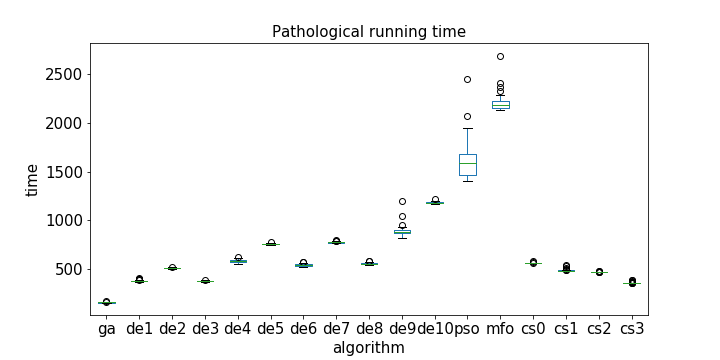 Pathological running time
2500
2000
1500
1000
500
time
ga de1 de2 de3 de4 de5 de6 de7 de8 de9 de10 pso mfo cs0 cs1 cs2 cs3
algorithm